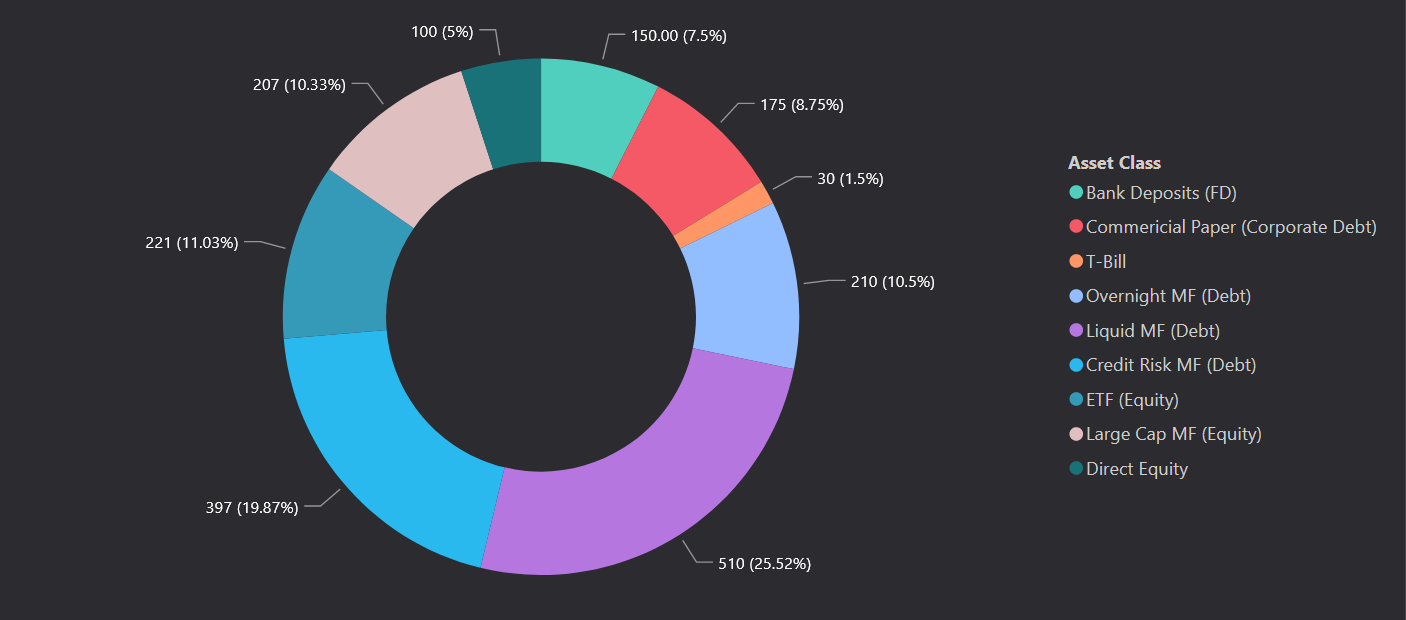 100 (5%)
150.00 (7.5%)
207 (10.33%)
175 (8.75%)
30 (1.5%)
221 (11.03%)
210 (10.5%)
397 (19.87%)
510 (25.52%)
Asset Class
Bank Deposits (FD)
Commericial Paper (Corporate Debt)
T-Bill
Overnight MF (Debt)
Liquid MF (Debt)
Credit Risk MF (Debt)
ETF (Equity)
Large Cap MF (Equity)
Direct Equity